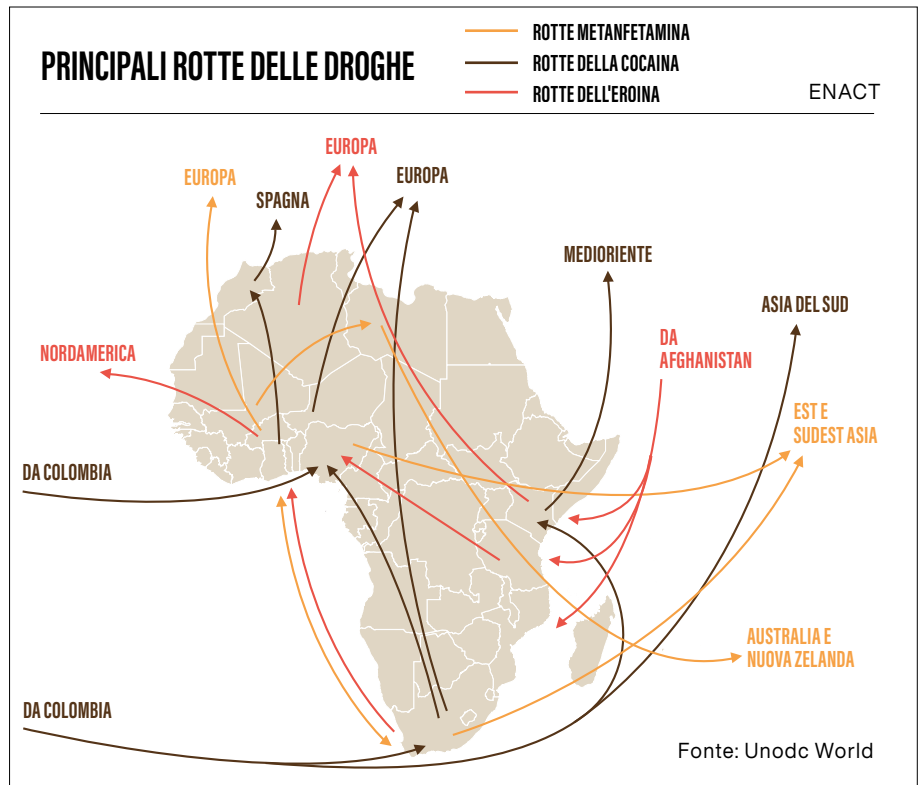 PRINCIPALI ROTTE DELLE DROGHE
ROTTE METANFETAMINA
ROTTE DELLA COCAINA
ROTTE DELL'EROINA
ENACT
EUROPA
EUROPA
SPAGNA
EUROPA
MEDIORIENTE
ASIA DEL SUD
NORDAMERICA
DA
AFGHANISTAN
EST E
SUDEST ASIA
DA COLOMBIA
AUSTRALIA E
NUOVA ZELANDA
DA COLOMBIA
Fonte: Unodc World